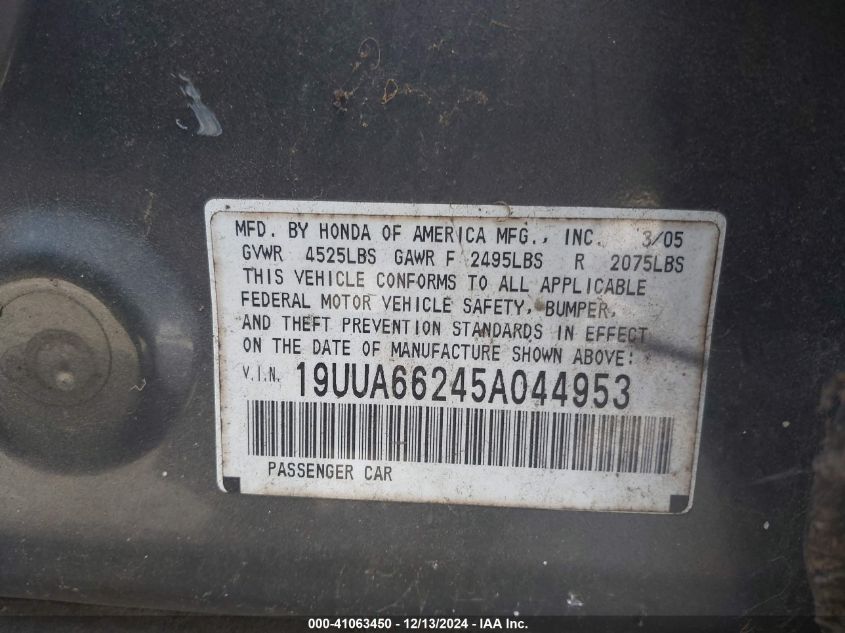 MFD. BY HONDA OF AMERICA MFG., INC. 3/05
GVWR 4525LBS GAWR F 2495LBS R 2075LBS
THIS VEHICLE CONFORMS TO ALL APPLICABLE
FEDERAL MOTOR VEHICLE SAFETY, BUMPER,
AND THEFT PREVENTION STANDARDS IN EFFECT
ON THE DATE OF MANUFACTURE SHOWN ABOVE:
V.I.N. 19UUA66245A044953
PASSENGER CAR
000-41063450 - 12/13/2024 - IAA Inc.